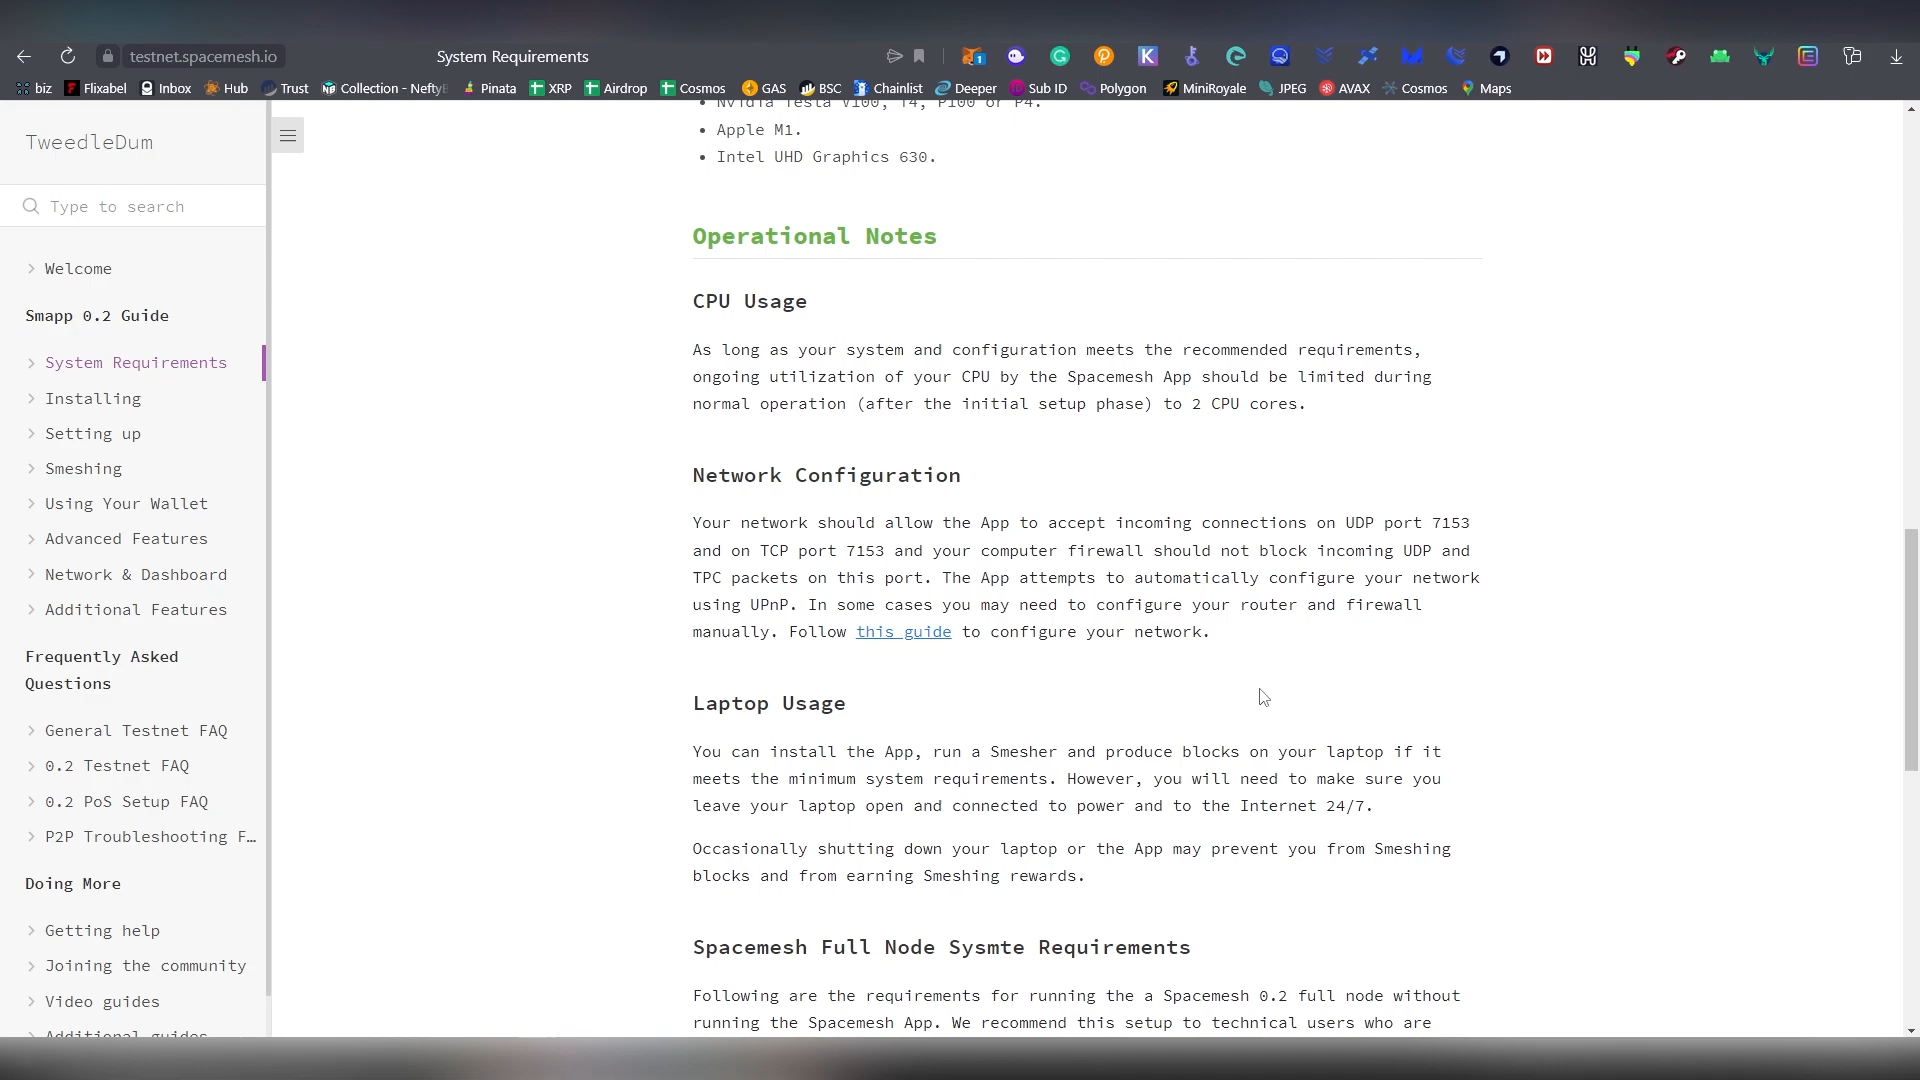 testnet.spacemesh.io
System Requirements
1
biz
Flixabel
Inbox
Hub
Trust
Collection - Nefty
Pinata
XRP
Airdrop
Cosmos
GAS
BSC
Chainlist
Deeper
Sub ID
Polygon
MiniRoyale
JPEG
AVAX
Cosmos
Maps
TweedleDum
Type to search
Welcome
Smapp 0.2 Guide
System Requirements
Installing
Setting up
Smeshing
Using Your Wallet
Advanced Features
Network & Dashboard
Additional Features
Frequently Asked
Questions
General Testnet FAQ
0.2 Testnet FAQ
0.2 PoS Setup FAQ
P2P Troubleshooting F…
Doing More
Getting help
Joining the community
Video guides
Additional guides
• Nvidia Tesla V100, T4, P100 or P4.
• Apple M1.
• Intel UHD Graphics 630.
Operational Notes
CPU Usage
As long as your system and configuration meets the recommended requirements,
ongoing utilization of your CPU by the Spacemesh App should be limited during
normal operation (after the initial setup phase) to 2 CPU cores.
Network Configuration
Your network should allow the App to accept incoming connections on UDP port 7153
and on TCP port 7153 and your computer firewall should not block incoming UDP and
TPC packets on this port. The App attempts to automatically configure your network
using UPnP. In some cases you may need to configure your router and firewall
manually. Follow this guide to configure your network.
Laptop Usage
You can install the App, run a Smesher and produce blocks on your laptop if it
meets the minimum system requirements. However, you will need to make sure you
leave your laptop open and connected to power and to the Internet 24/7.
Occasionally shutting down your laptop or the App may prevent you from Smeshing
blocks and from earning Smeshing rewards.
Spacemesh Full Node Sysmte Requirements
Following are the requirements for running the a Spacemesh 0.2 full node without
running the Spacemesh App. We recommend this setup to technical users who are